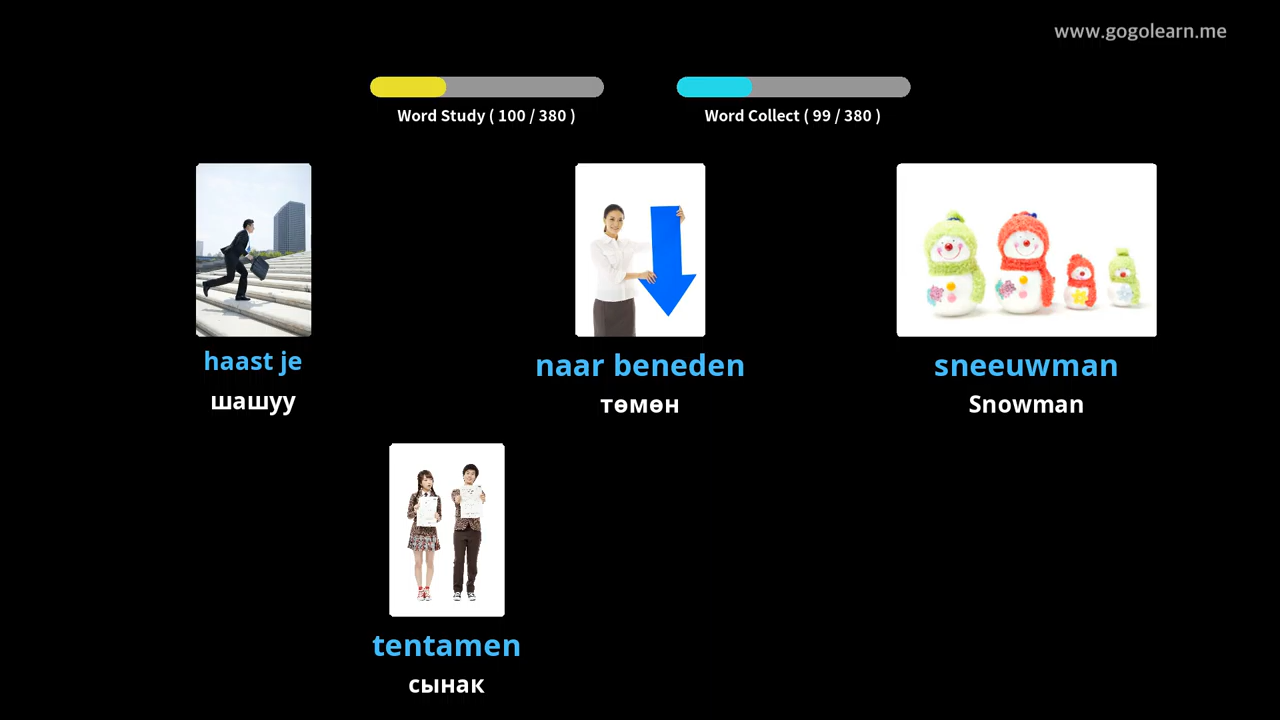 www.gogolearn.me
Word Study ( 100 / 380 )
Word Collect ( 99 / 380 )
haast je
шашуу
naar beneden
төмөн
sneeuwman
Snowman
tentamen
сынак